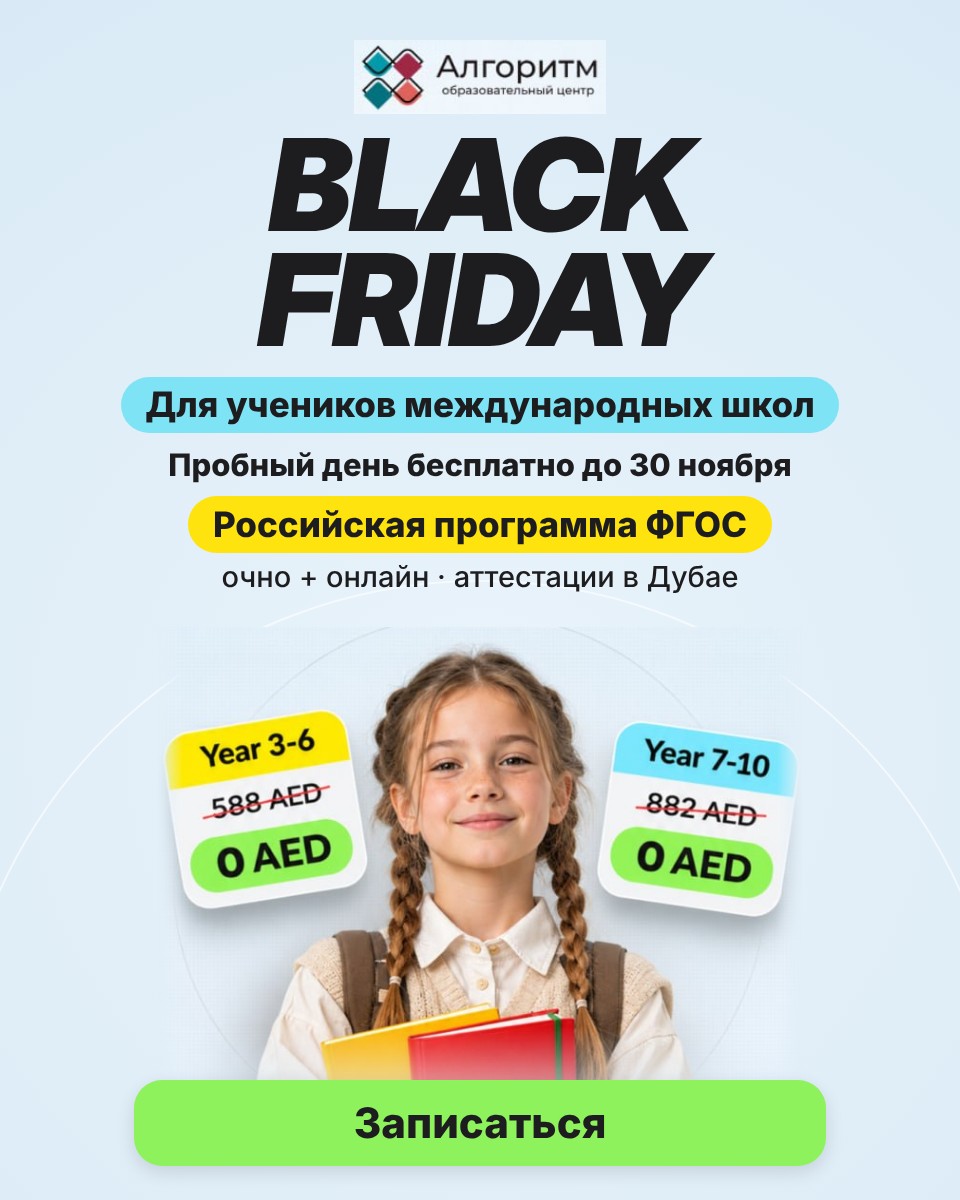 Алгоритм
образовательный центр
BLACK
FRIDAY
Для учеников международных школ
Пробный день бесплатно до 30 ноября
Российская программа ФГОС
очно + онлайн · аттестации в Дубае
Year 3-6
588 AED
0 AED
Year 7-10
882 AED
0 AED
Записаться